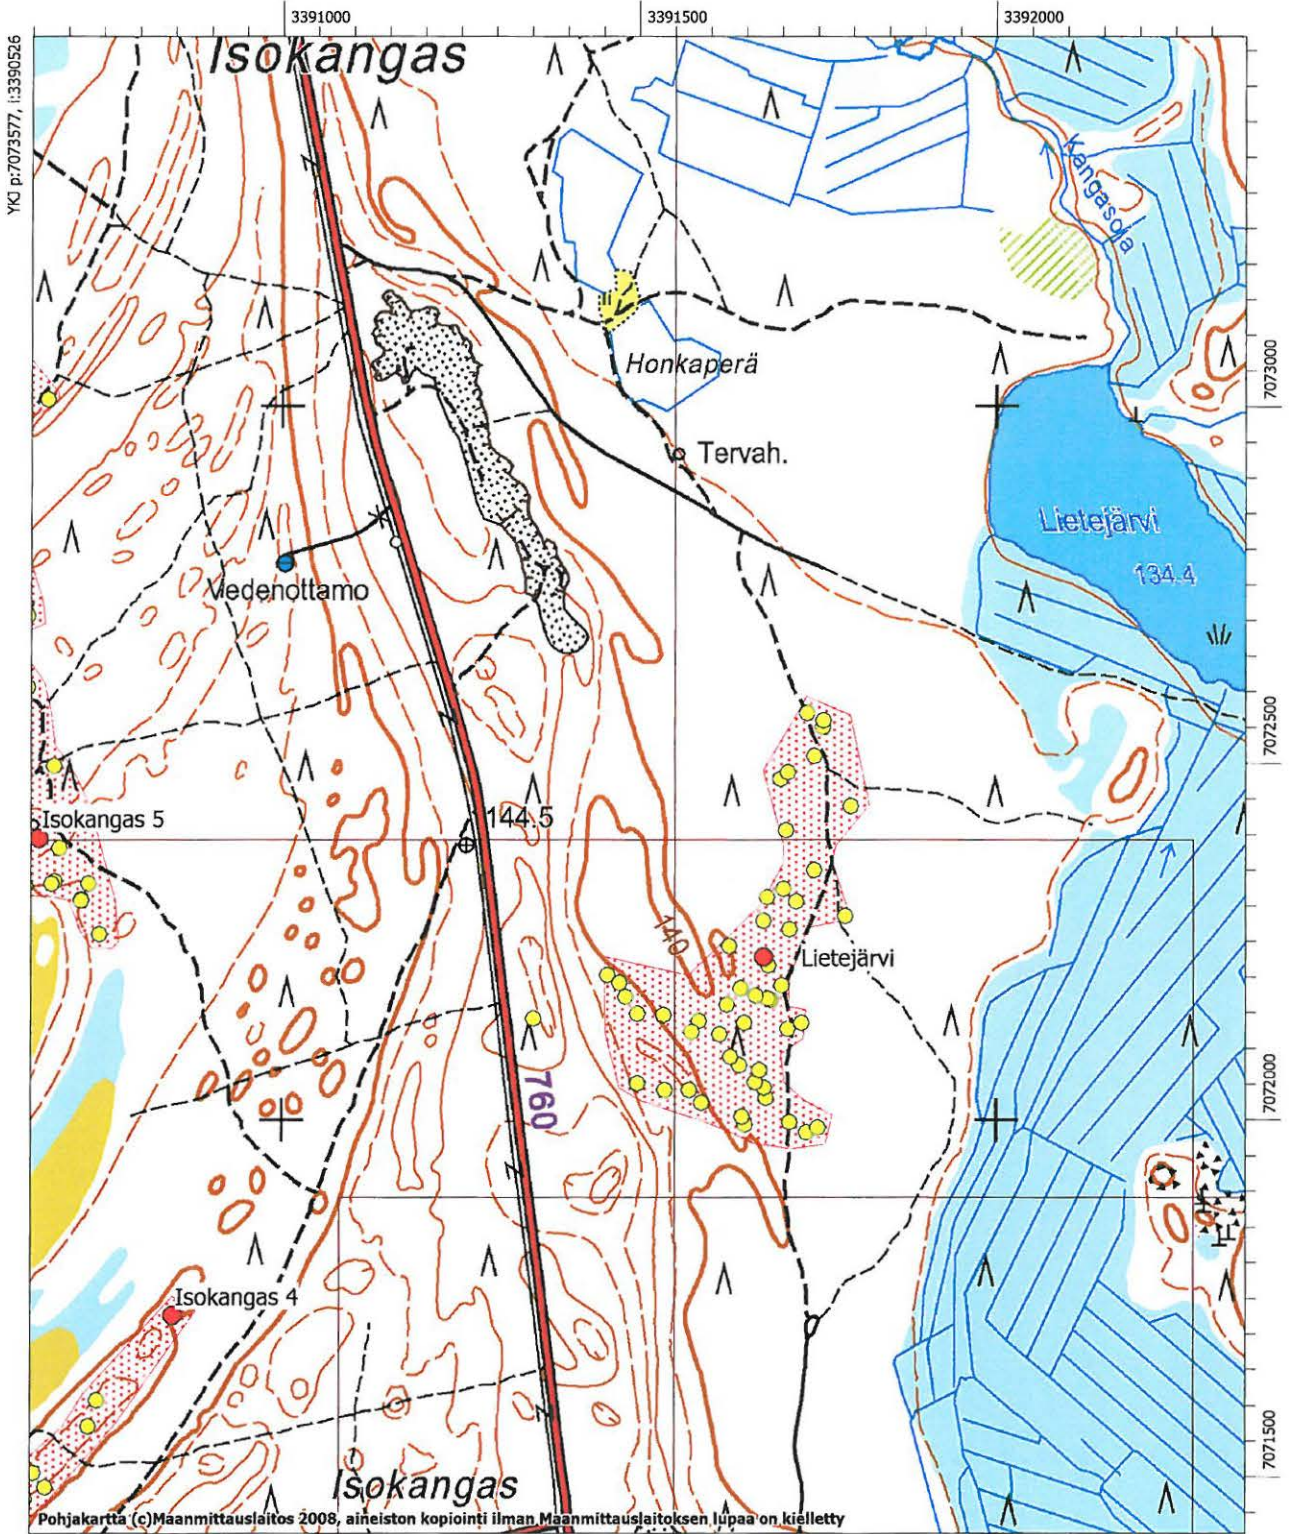 3391000
3391500
3392000
YKJ p:7073577, i:3390526
Isokangas
Kangasoja
Honkaperä
7073000
Tervah.
Lietejärvi
134.4
Vedenottamo
7072500
Isokangas 5
144.5
140
Lietejärvi
7072000
760
Isokangas 4
7071500
Isokangas
Pohjakartta (c)Maanmittauslaitos 2008, aineiston kopiointi ilman Maanmittauslaitoksen lupaa on kielletty